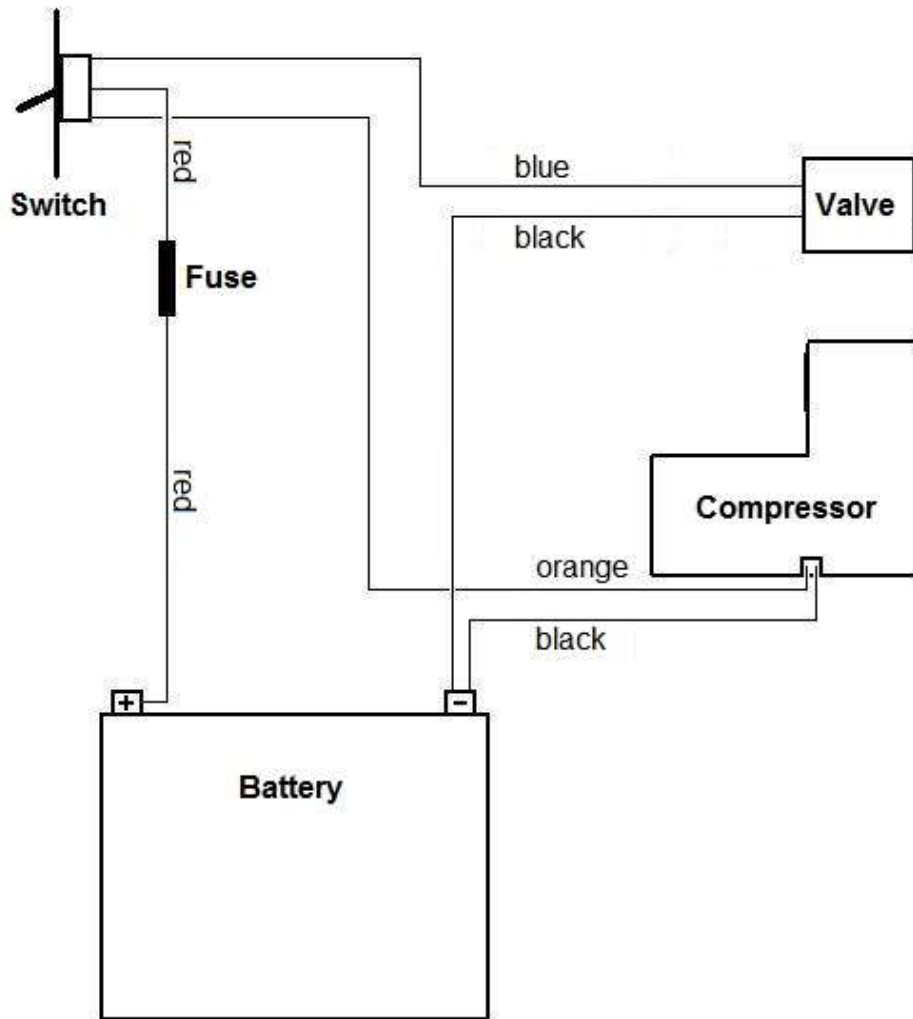 red
blue
Switch
Valve
black
Fuse
red
Compressor
orange
black
+
-
Battery